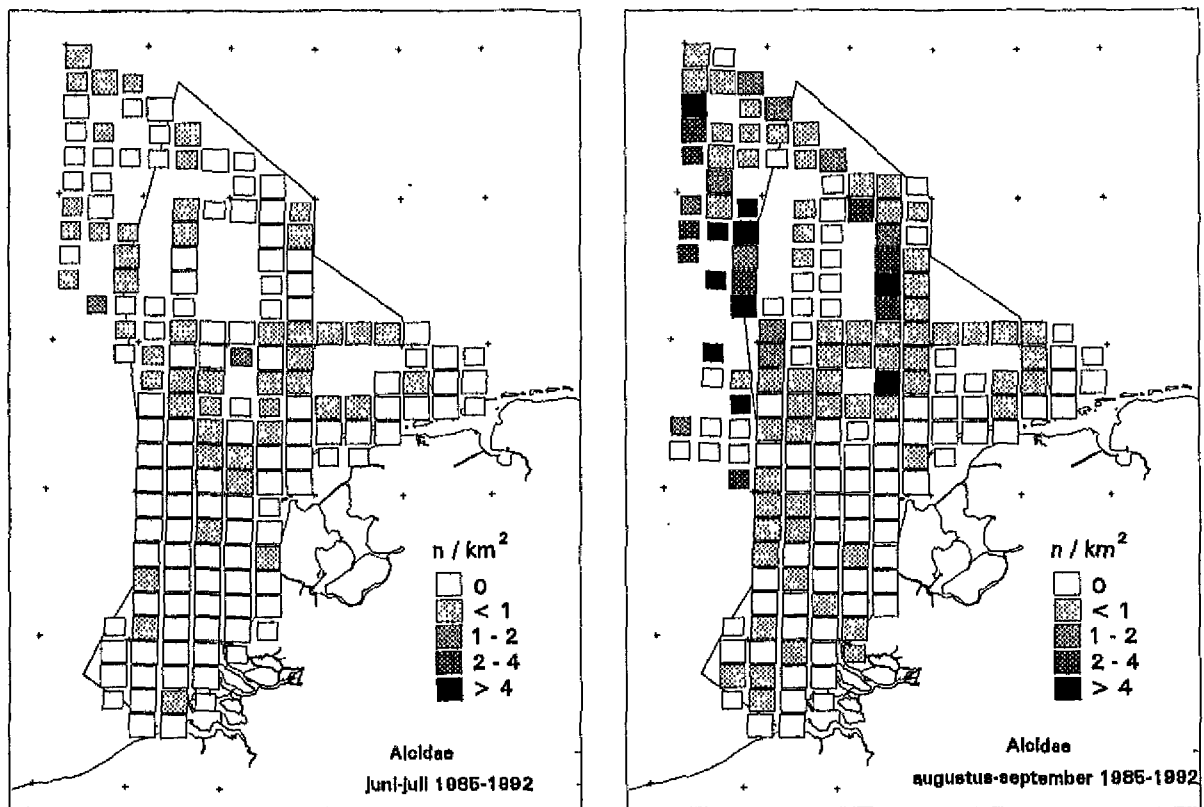 n / km²
0
< 1
1 - 2
2 - 4
> 4
Alcidae
juni-juli 1985-1992
n / km²
0
< 1
1 - 2
2 - 4
> 4
Alcidae
augustus-september 1985-1992